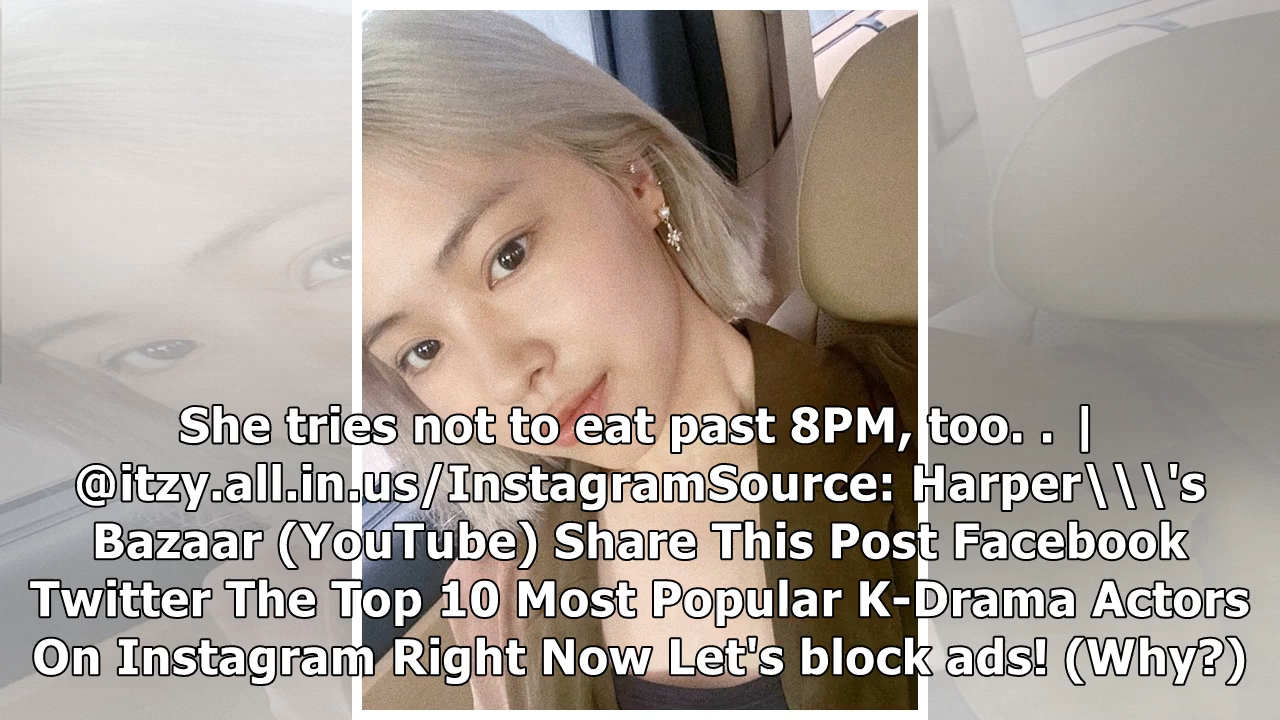 She tries not to eat past 8PM, too. . |
@itzy.all.in.us/InstagramSource: Harper\\\'s
Bazaar (YouTube) Share This Post Facebook
Twitter The Top 10 Most Popular K-Drama Actors
On Instagram Right Now Let's block ads! (Why?)